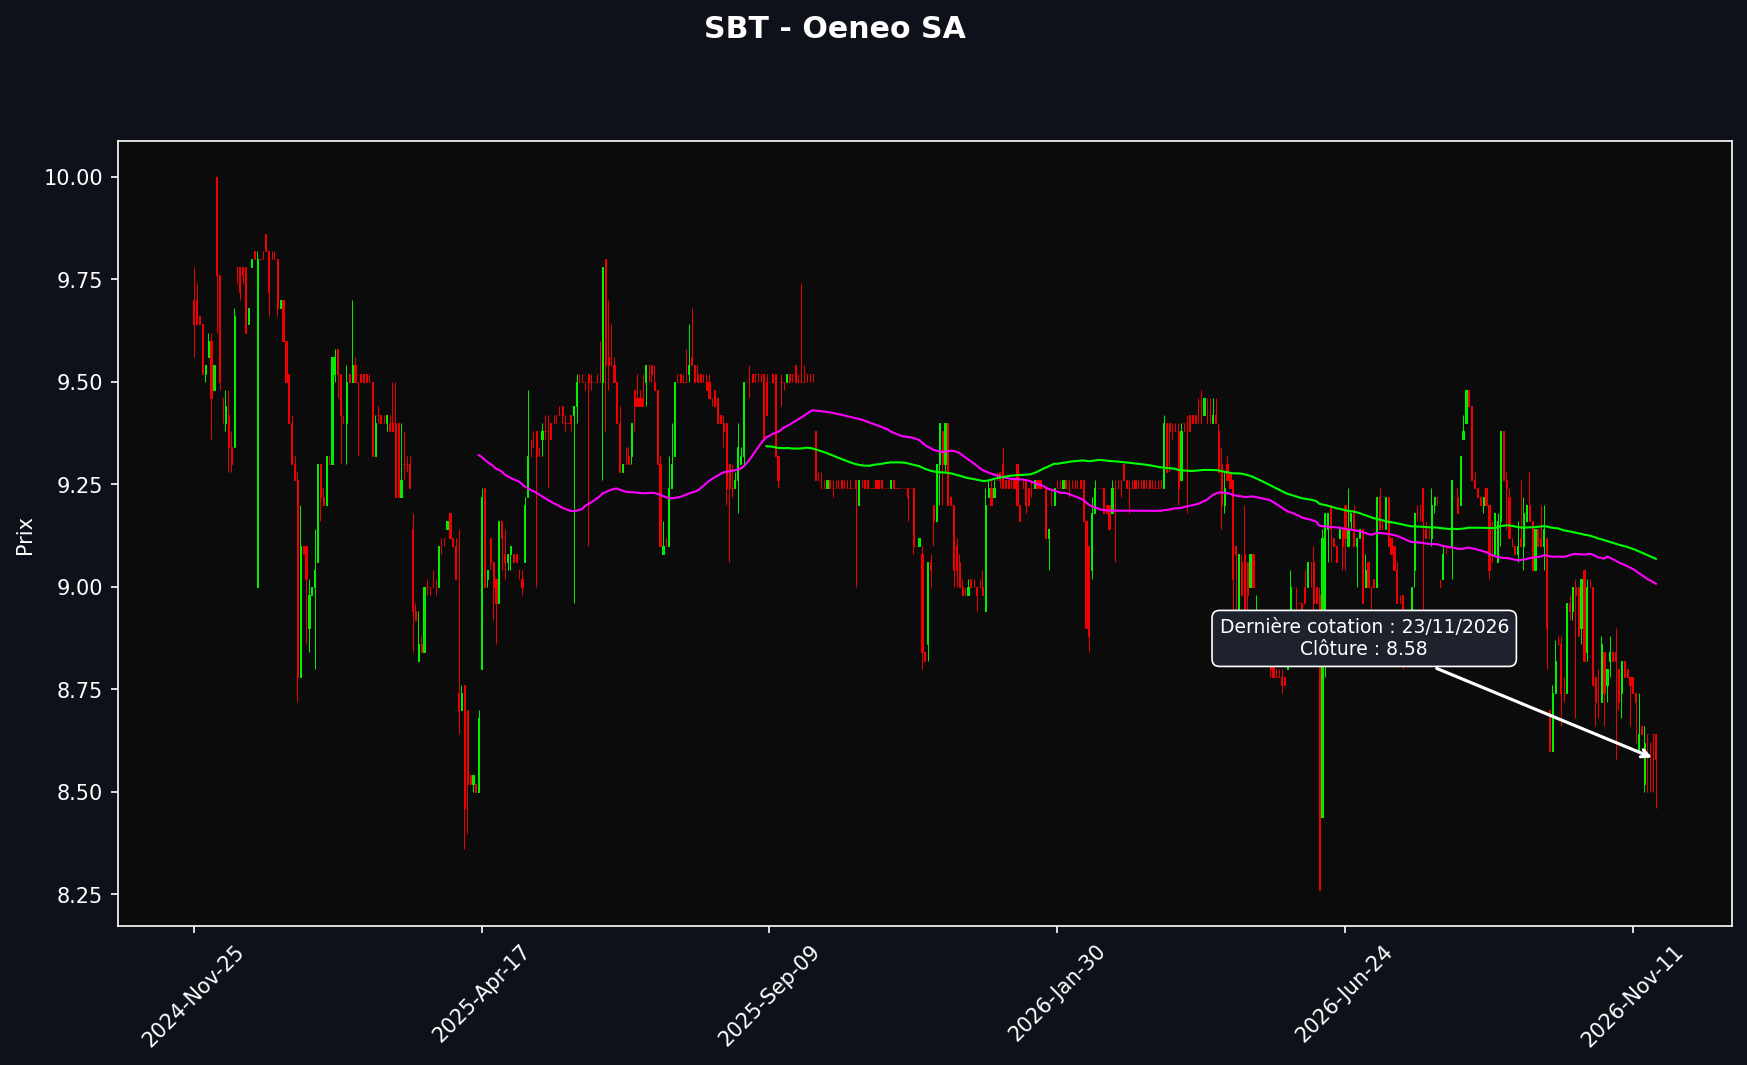 SBT - Oeneo SA
Prix
10.00
9.75
9.50
9.25
9.00
8.75
8.50
8.25
Dernière cotation : 23/11/2026
Clôture : 8.58
2024-Nov-25
2025-Apr-17
2025-Sep-09
2026-Jan-30
2026-Jun-24
2026-Nov-11